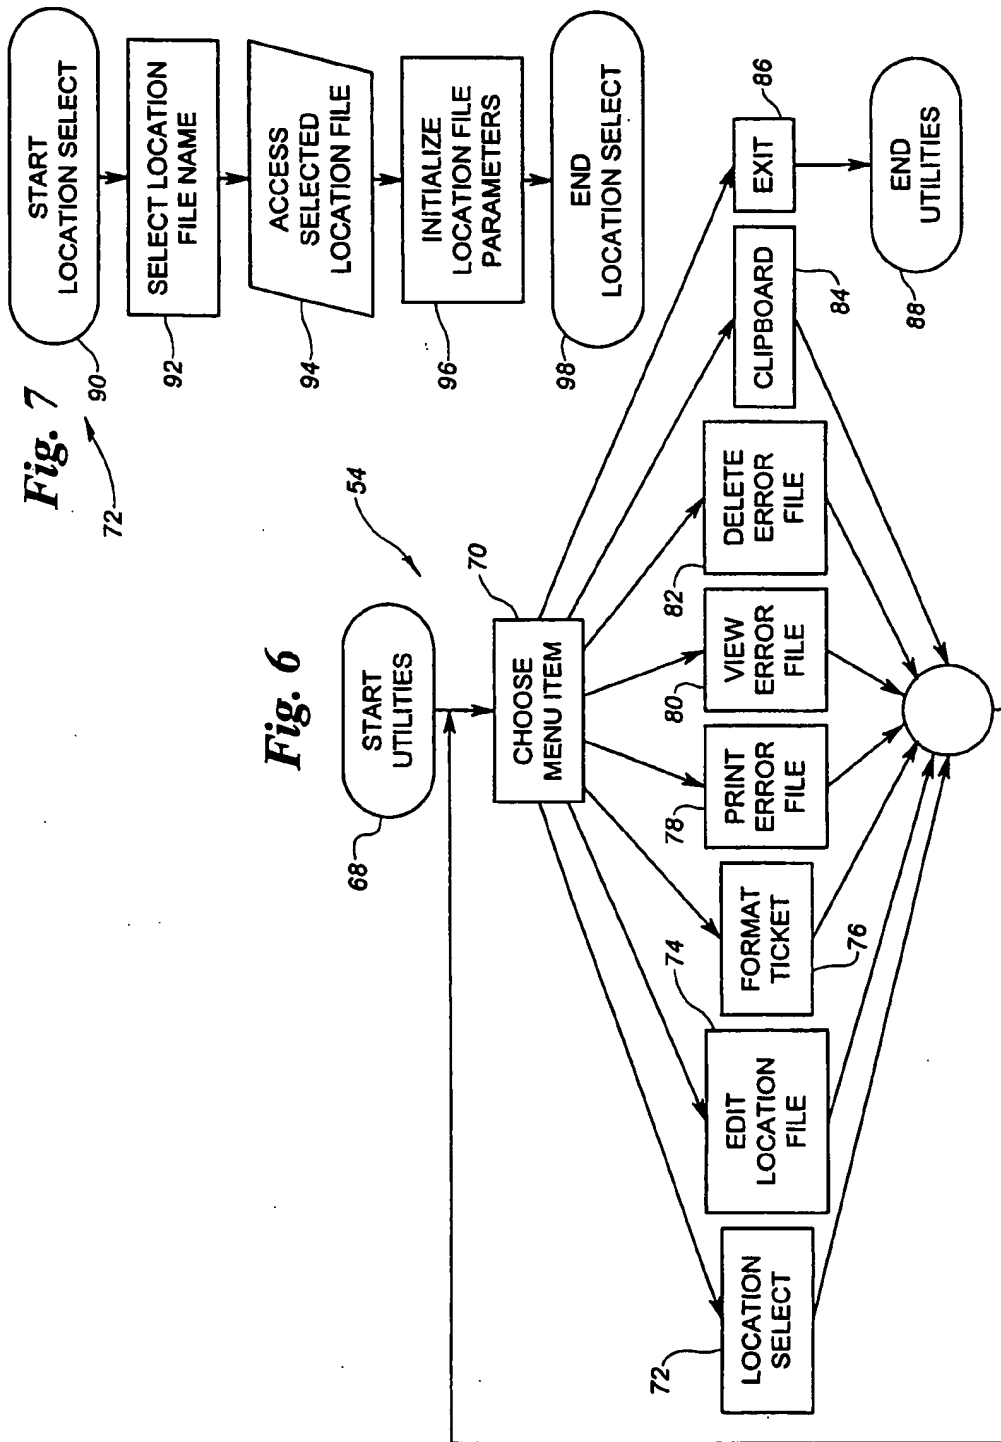 Fig. 6
54
START
UTILITIES
68
CHOOSE
MENU ITEM
70
LOCATION
SELECT
72
EDIT
LOCATION
FILE
74
FORMAT
TICKET
76
PRINT
ERROR
FILE
78
VIEW
ERROR
FILE
80
DELETE
ERROR
FILE
82
CLIPBOARD
84
EXIT
86
END
UTILITIES
88
Fig. 7
72
START
LOCATION SELECT
90
SELECT LOCATION
FILE NAME
92
ACCESS
SELECTED
LOCATION FILE
94
INITIALIZE
LOCATION FILE
PARAMETERS
96
END
LOCATION SELECT
98